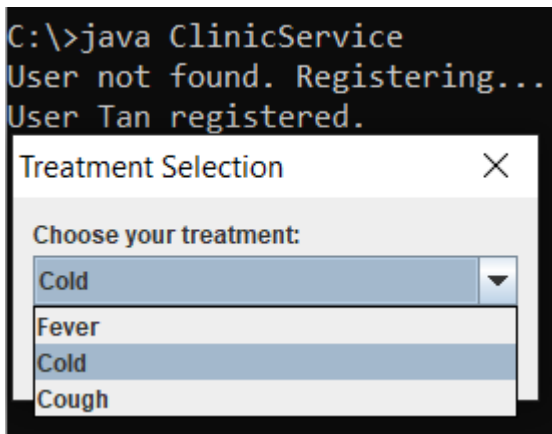 C:\>java ClinicService
User not found. Registering...
User Tan registered.
Treatment Selection
Choose your treatment:
Cold
Fever
Cold
Cough